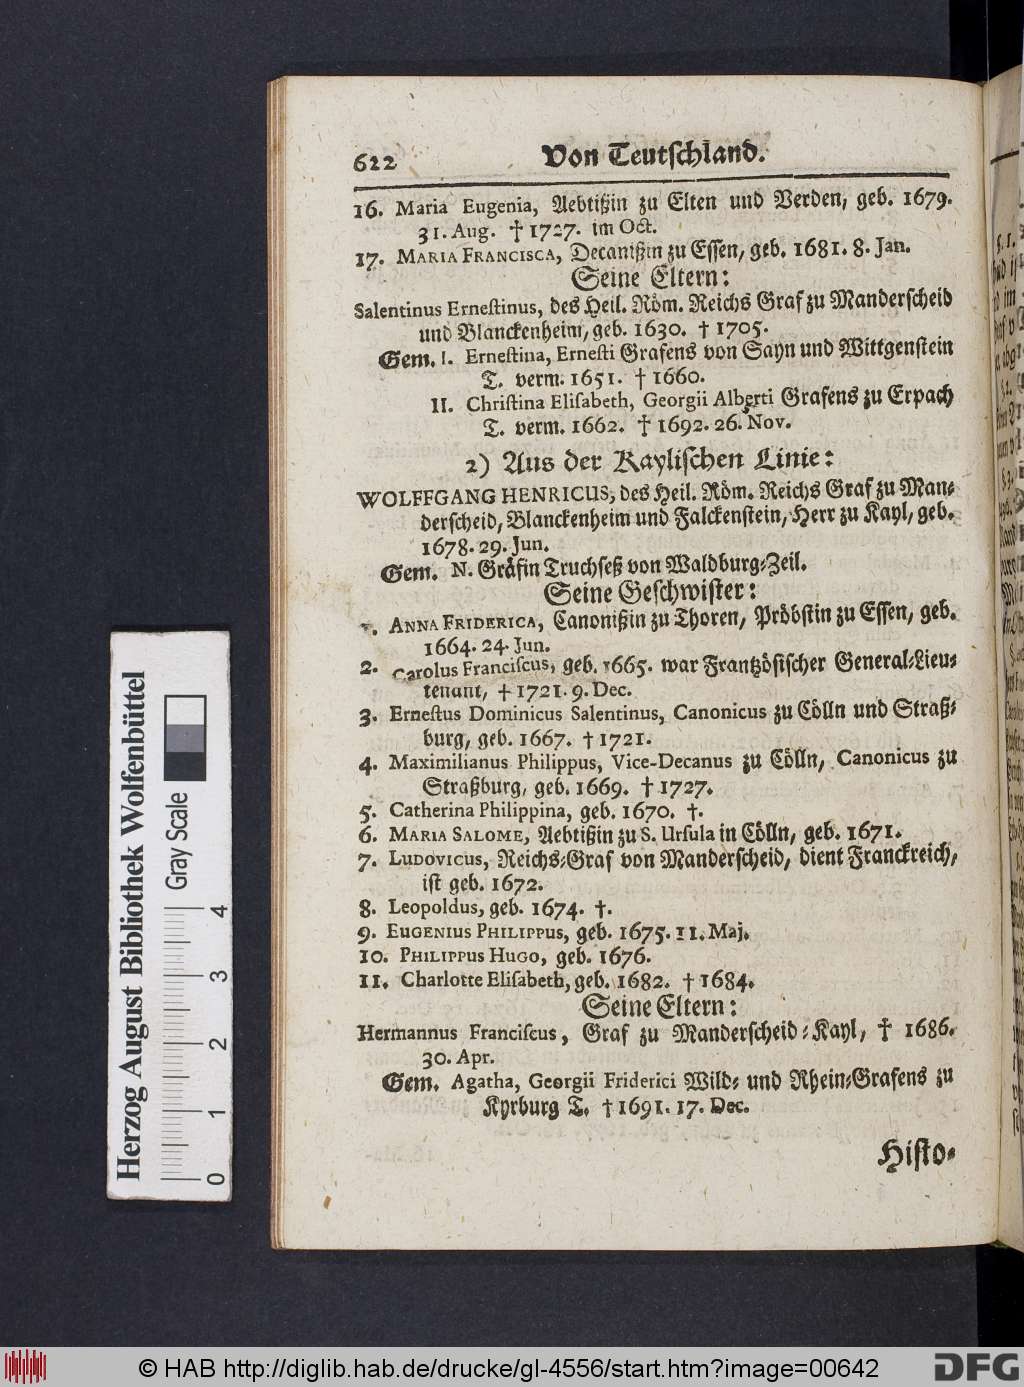 622 Von Teutschland.
16. Maria Eugenia, Aebtißin zu Elten und Verden, geb. 1679.
31. Aug. † 1727. im Oct.
17. MARIA FRANCISCA, Decanißin zu Essen, geb. 1681. 8. Jan.
Seine Eltern:
Salentinus Ernestinus, des Heil. Röm. Reichs Graf zu Manderscheid
und Blanckenheim, geb. 1630. † 1705.
Gem. I. Ernestina, Ernesti Grafens von Sayn und Wittgenstein
T. verm. 1651. † 1660.
II. Christina Elisabeth, Georgii Alberti Grafens zu Erpach
T. verm. 1662. † 1692. 26. Nov.
2) Aus der Kaylischen Linie:
WOLFFGANG HENRICUS, des Heil. Röm. Reichs Graf zu Man-
derscheid, Blanckenheim und Falckenstein, Herr zu Kayl, geb.
1678. 29. Jun.
Gem. N. Gräfin Truchseß von Waldburg-Zeil.
Seine Geschwister:
1. ANNA FRIDERICA, Canonißin zu Thoren, Pröbstin zu Essen, geb.
1664. 24. Jun.
2. Carolus Franciscus, geb. 1665. war Frantzösischer General-Lieu-
tenant, † 1721. 9. Dec.
3. Ernestus Dominicus Salentinus, Canonicus zu Cölln und Straß-
burg, geb. 1667. † 1721.
4. Maximilianus Philippus, Vice-Decanus zu Cölln, Canonicus zu
Straßburg, geb. 1669. † 1727.
5. Catherina Philippina, geb. 1670. †.
6. MARIA SALOME, Aebtißin zu S. Ursula in Cölln, geb. 1671.
7. LUDOVICUS, Reichs-Graf von Manderscheid, dient Franckreich,
ist geb. 1672.
8. Leopoldus, geb. 1674. †.
9. EUGENIUS PHILIPPUS, geb. 1675. 11. Maj.
10. PHILIPPUS HUGO, geb. 1676.
11. Charlotte Elisabeth, geb. 1682. † 1684.
Seine Eltern:
Hermannus Franciscus, Graf zu Manderscheid-Kayl, † 1686.
30. Apr.
Gem. Agatha, Georgii Friderici Wild- und Rhein-Grafens zu
Kyrburg T. † 1691. 17. Dec.
Histo-
Herzog August Bibliothek Wolfenbüttel
Gray Scale
0 1 2 3 4
© HAB http://diglib.hab.de/drucke/gl-4556/start.htm?image=00642
DFG